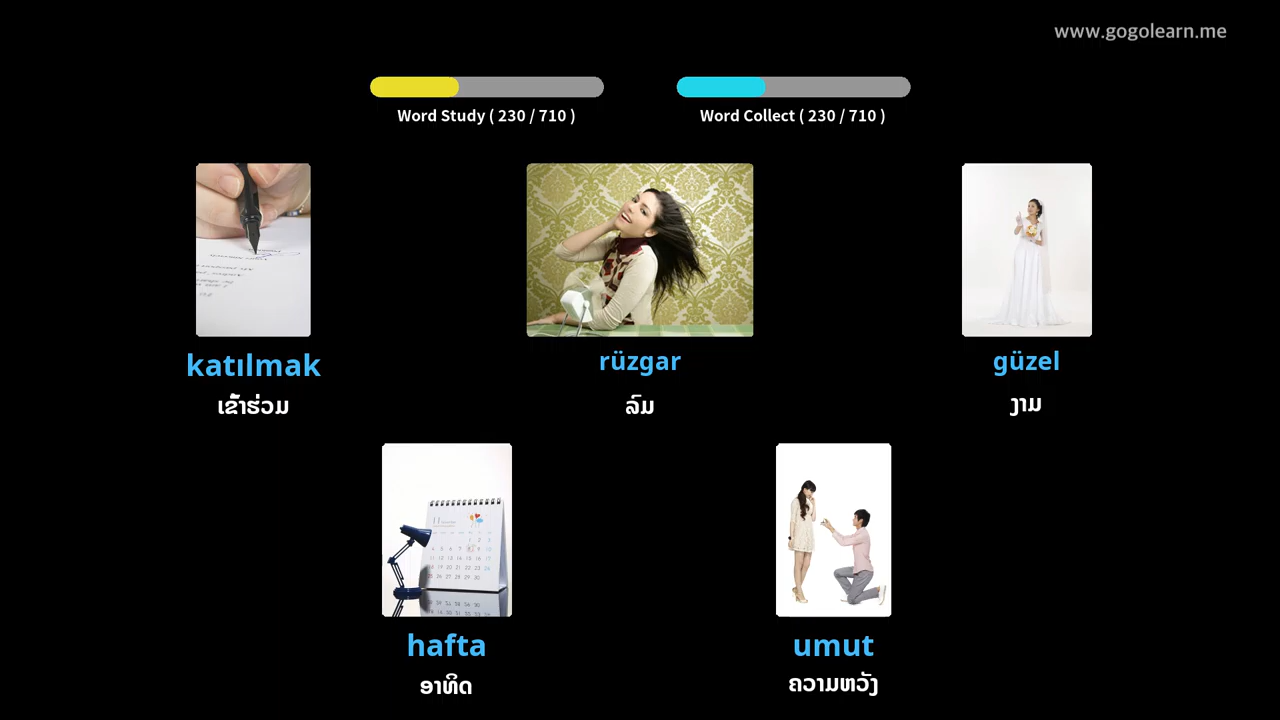 www.gogolearn.me
Word Study ( 230 / 710 )
Word Collect ( 230 / 710 )
katılmak
ເຂົ້າຮ່ວມ
rüzgar
ລົມ
güzel
ງາມ
hafta
ອາທິດ
umut
ຄວາມຫວັງ